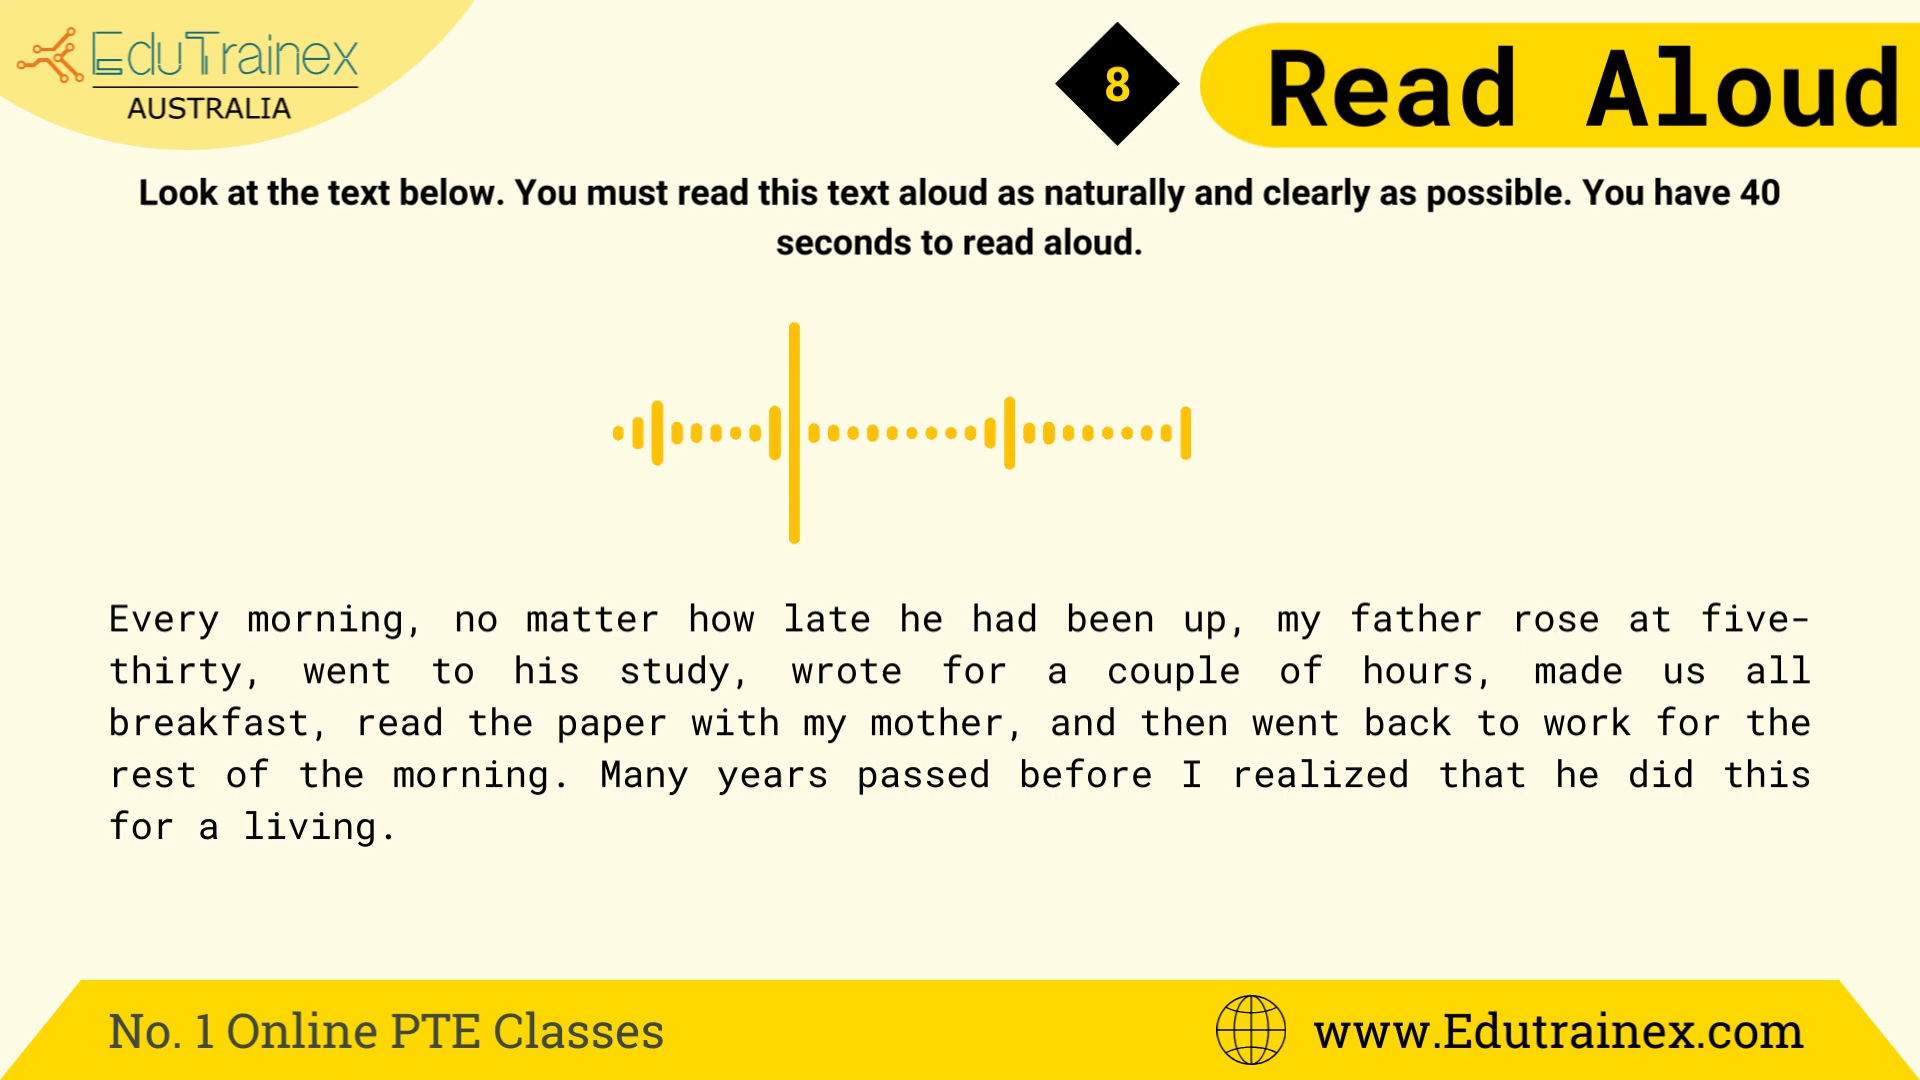 EduTrainex
AUSTRALIA
8
Read Aloud
Look at the text below. You must read this text aloud as naturally and clearly as possible. You have 40
seconds to read aloud.
Every morning, no matter how late he had been up, my father rose at five-
thirty, went to his study, wrote for a couple of hours, made us all
breakfast, read the paper with my mother, and then went back to work for the
rest of the morning. Many years passed before I realized that he did this
for a living.
No. 1 Online PTE Classes
www.Edutrainex.com